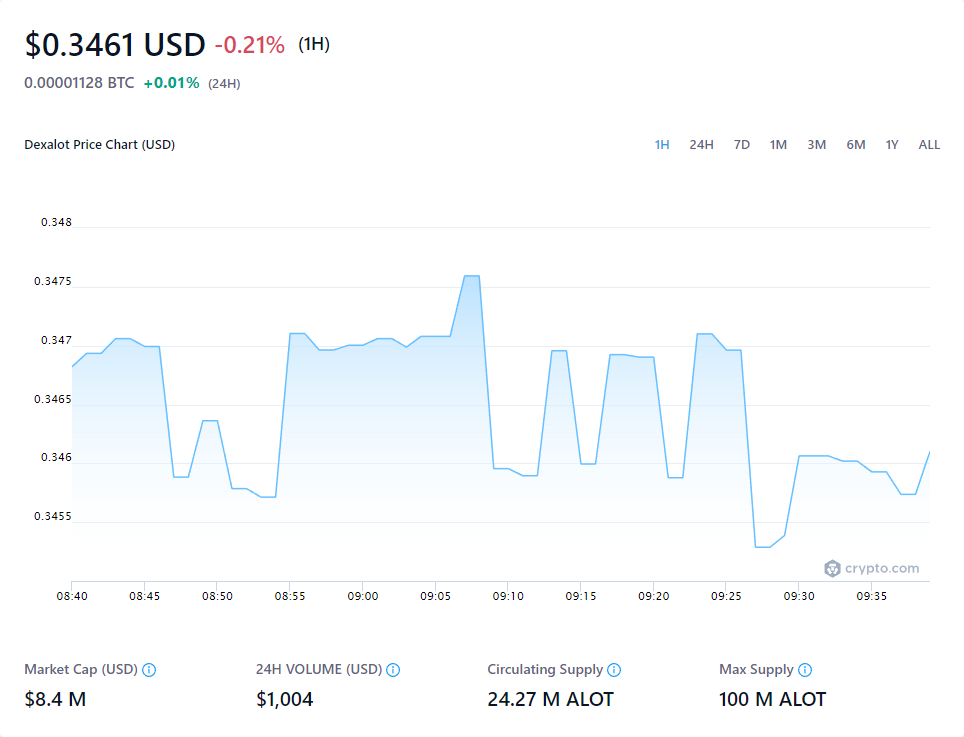 $0.3461 USD -0.21% (1H)
0.00001128 BTC +0.01% (24H)
Dexalot Price Chart (USD) 1H 24H 7D 1M 3M 6M 1Y ALL
0.348
0.3475
0.347
0.3465
0.346
0.3455
crypto.com
08:40 08:45 08:50 08:55 09:00 09:05 09:10 09:15 09:20 09:25 09:30 09:35
Market Cap (USD) 24H VOLUME (USD) Circulating Supply Max Supply
$8.4 M $1,004 24.27 M ALOT 100 M ALOT